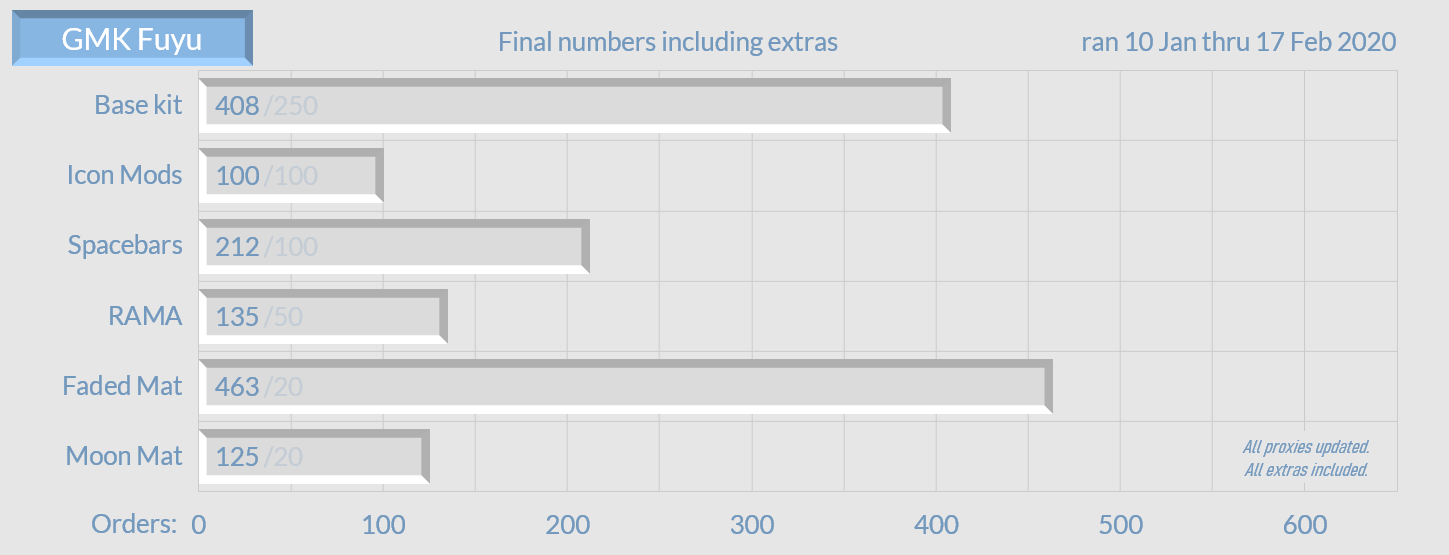 GMK Fuyu Final numbers including extras ran 10 Jan thru 17 Feb 2020
Base kit 408 /250
Icon Mods 100 /100
Spacebars 212 /100
RAMA 135 /50
Faded Mat 463 /20
Moon Mat 125 /20
All proxies updated.
All extras included.
Orders: 0 100 200 300 400 500 600